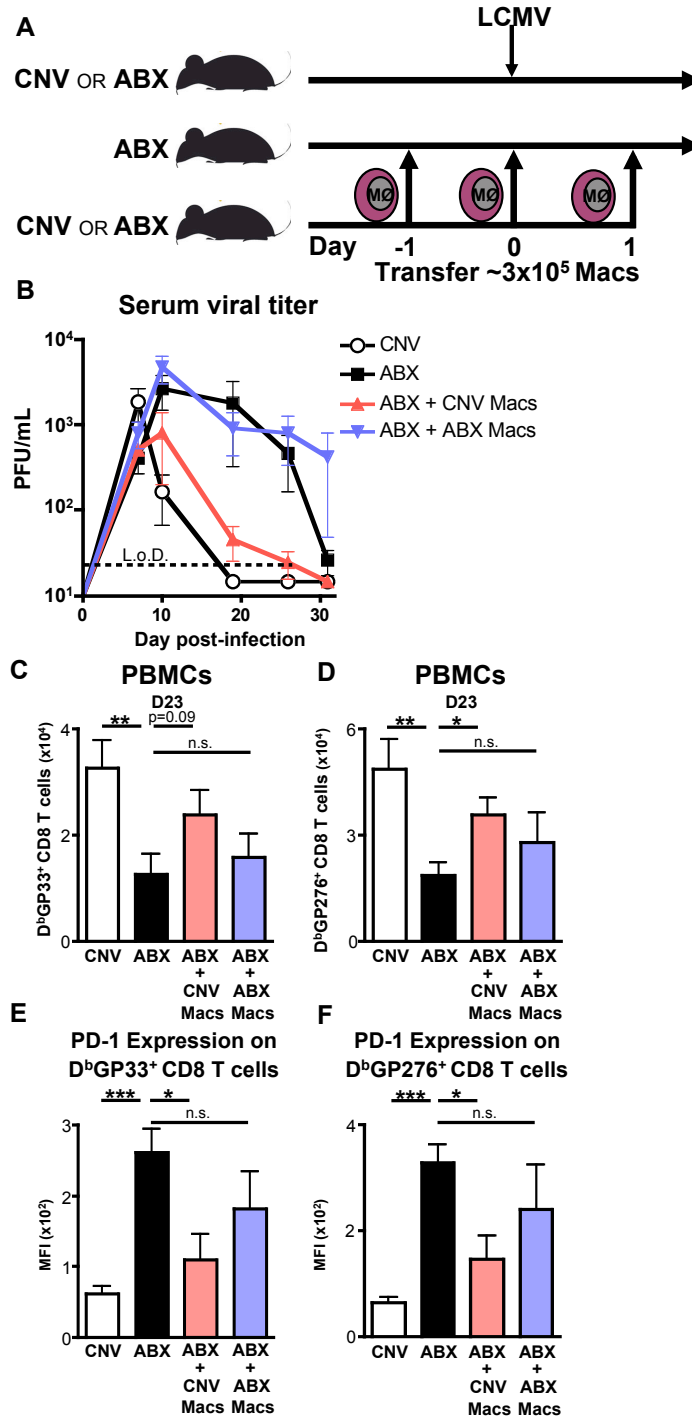 A
LCMV
CNV OR ABX
ABX
MØ MØ MØ
CNV OR ABX
Day -1 0 1
Transfer ~3x10⁵ Macs
B
Serum viral titer
10⁴
10³
10²
10¹
PFU/mL
L.o.D.
0 10 20 30
Day post-infection
CNV
ABX
ABX + CNV Macs
ABX + ABX Macs
C
PBMCs
D23
** p=0.09
n.s.
DᵇGP33⁺ CD8 T cells (x10⁴)
4
2
0
CNV ABX ABX ABX
+ +
CNV ABX
Macs Macs
D
PBMCs
D23
** *
n.s.
DᵇGP276⁺ CD8 T cells (x10⁴)
6
3
0
CNV ABX ABX ABX
+ +
CNV ABX
Macs Macs
E
PD-1 Expression on
DᵇGP33⁺ CD8 T cells
*** *
n.s.
MFI (x10²)
3
2
1
0
CNV ABX ABX ABX
+ +
CNV ABX
Macs Macs
F
PD-1 Expression on
DᵇGP276⁺ CD8 T cells
*** *
n.s.
MFI (x10²)
4
2
0
CNV ABX ABX ABX
+ +
CNV ABX
Macs Macs